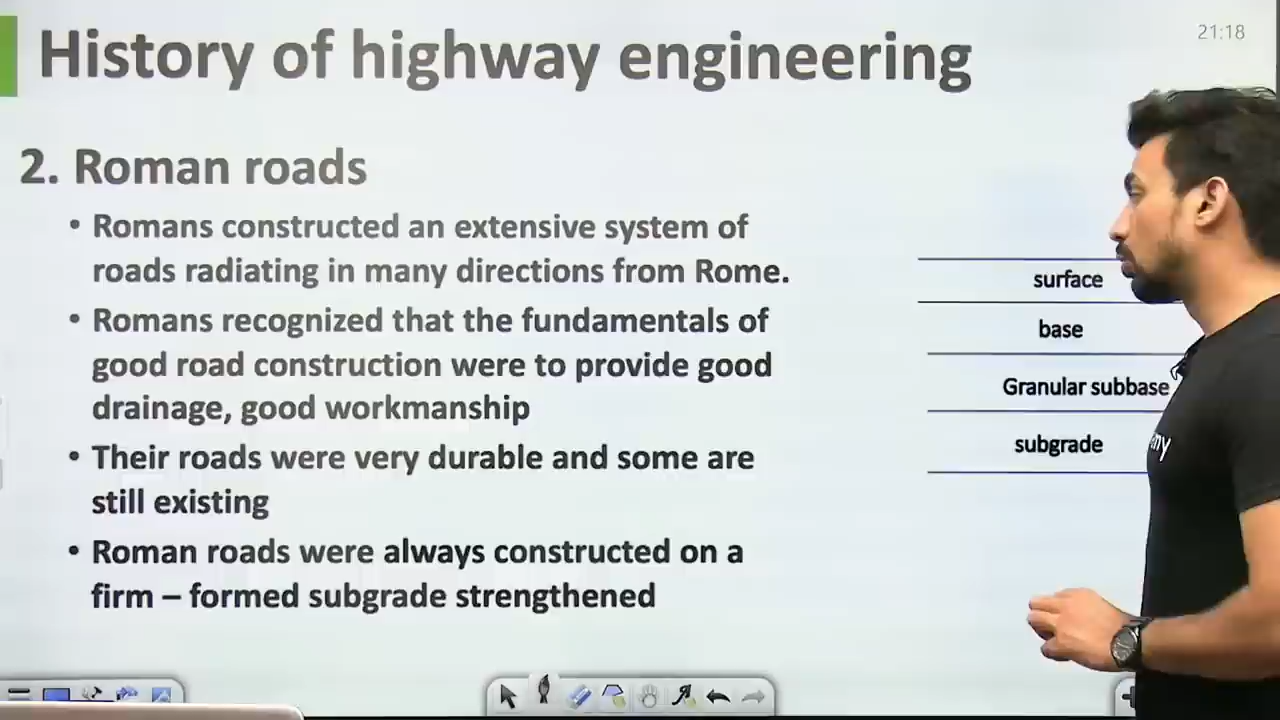 History of highway engineering
21:18
2. Roman roads
• Romans constructed an extensive system of
roads radiating in many directions from Rome.
• Romans recognized that the fundamentals of
good road construction were to provide good
drainage, good workmanship
• Their roads were very durable and some are
still existing
• Roman roads were always constructed on a
firm – formed subgrade strengthened
surface
base
Granular subbase
subgrade